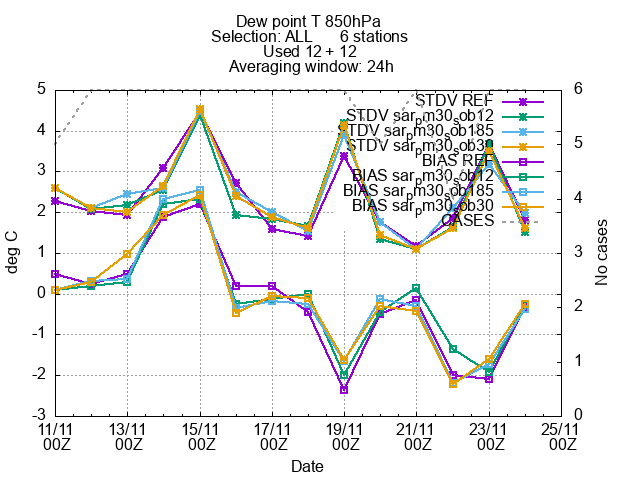 Dew point T 850hPa
Selection: ALL 6 stations
Used 12 + 12
Averaging window: 24h
STDV REF
STDV sar_pm30_sob12
STDV sar_pm30_sob185
STDV sar_pm30_sob30
BIAS REF
BIAS sar_pm30_sob12
BIAS sar_pm30_sob185
BIAS sar_pm30_sob30
CASES
5
4
3
2
1
0
-1
-2
-3
deg C
6
5
4
3
2
1
0
No cases
11/11 13/11 15/11 17/11 19/11 21/11 23/11 25/11
00Z 00Z 00Z 00Z 00Z 00Z 00Z 00Z
Date